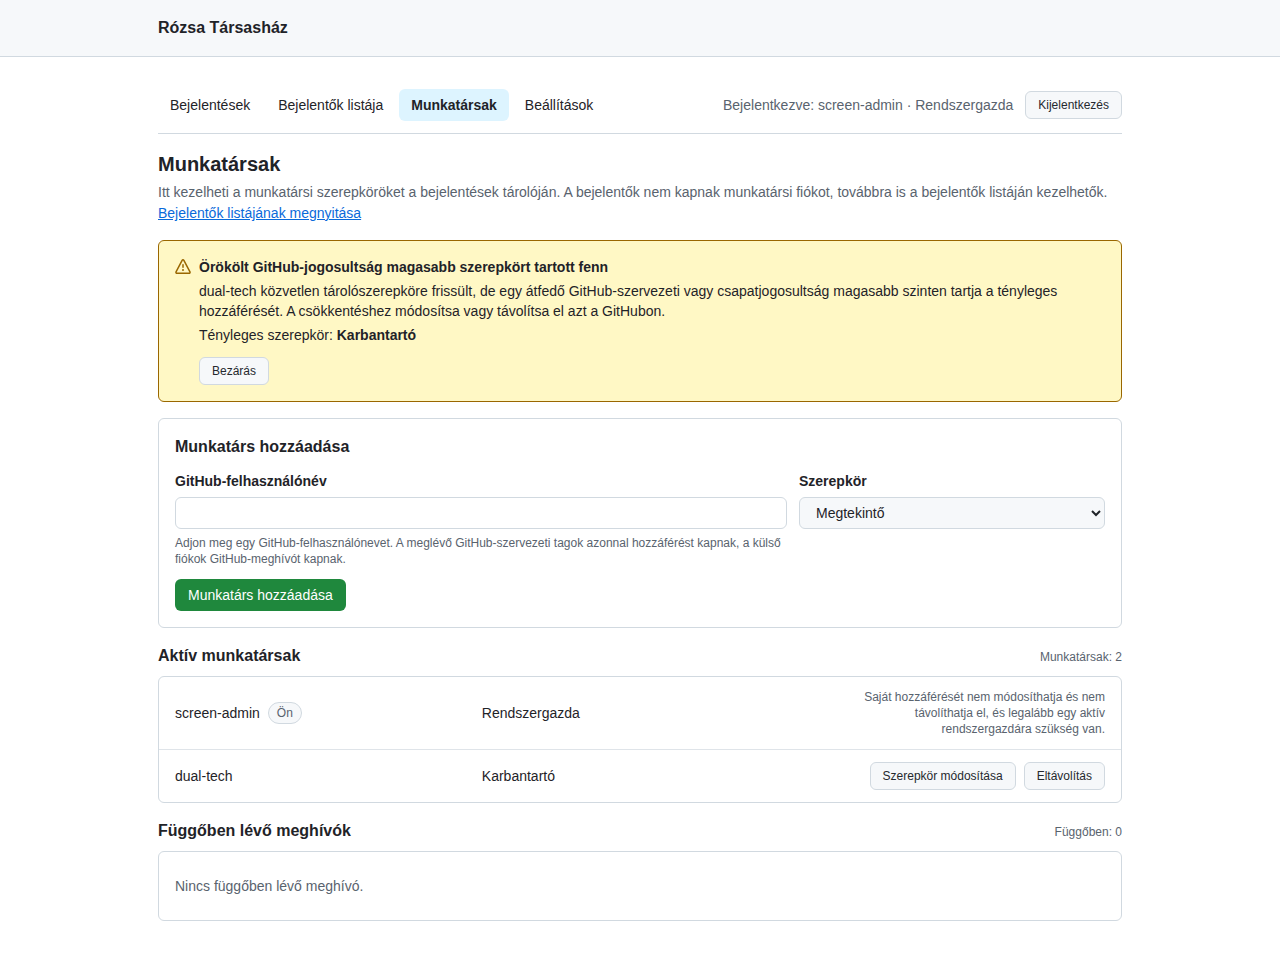 Rózsa Társasház
Bejelentések
Bejelentők listája
Munkatársak
Beállítások
Bejelentkezve: screen-admin · Rendszergazda
Kijelentkezés
Munkatársak
Itt kezelheti a munkatársi szerepköröket a bejelentések tárolóján. A bejelentők nem kapnak munkatársi fiókot, továbbra is a bejelentők listáján kezelhetők.
Bejelentők listájának megnyitása
Örökölt GitHub-jogosultság magasabb szerepkört tartott fenn
dual-tech közvetlen tárolószerepköre frissült, de egy átfedő GitHub-szervezeti vagy csapatjogosultság magasabb szinten tartja a tényleges
hozzáférését. A csökkentéshez módosítsa vagy távolítsa el azt a GitHubon.
Tényleges szerepkör: Karbantartó
Bezárás
Munkatárs hozzáadása
GitHub-felhasználónév
Szerepkör
Megtekintő
Adjon meg egy GitHub-felhasználónevet. A meglévő GitHub-szervezeti tagok azonnal hozzáférést kapnak, a külső
fiókok GitHub-meghívót kapnak.
Munkatárs hozzáadása
Aktív munkatársak
Munkatársak: 2
screen-admin
Ön
Rendszergazda
Saját hozzáférését nem módosíthatja és nem
távolíthatja el, és legalább egy aktív
rendszergazdára szükség van.
dual-tech
Karbantartó
Szerepkör módosítása
Eltávolítás
Függőben lévő meghívók
Függőben: 0
Nincs függőben lévő meghívó.